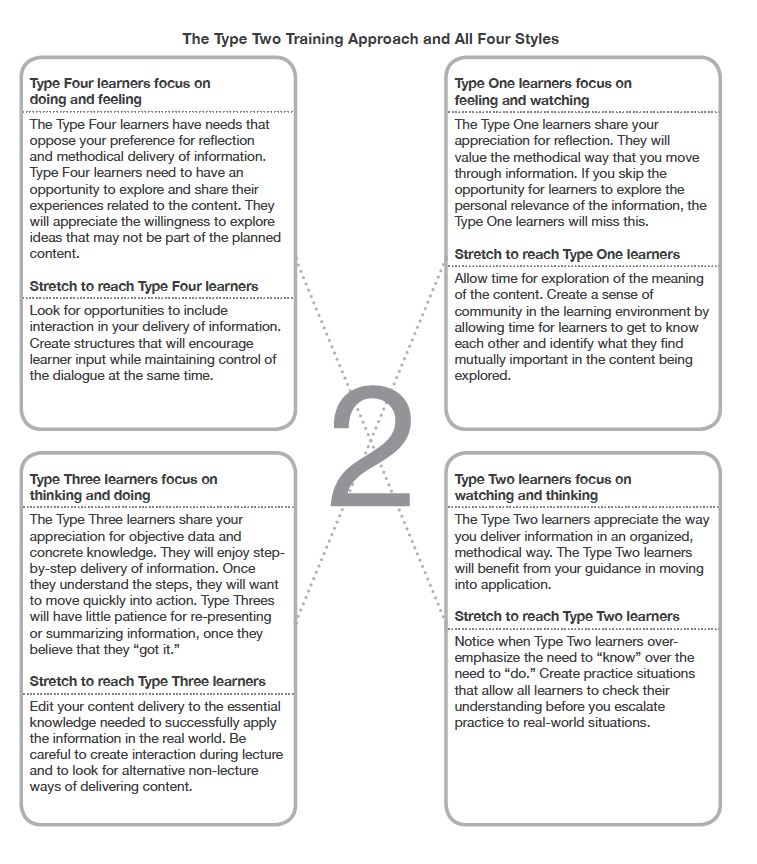 The Type Two Training Approach and All Four Styles
Type Four learners focus on
doing and feeling
The Type Four learners have needs that
oppose your preference for reflection
and methodical delivery of information.
Type Four learners need to have an
opportunity to explore and share their
experiences related to the content. They
will appreciate the willingness to explore
ideas that may not be part of the planned
content.
Stretch to reach Type Four learners
Look for opportunities to include
interaction in your delivery of information.
Create structures that will encourage
learner input while maintaining control of
the dialogue at the same time.
Type One learners focus on
feeling and watching
The Type One learners share your
appreciation for reflection. They will
value the methodical way that you move
through information. If you skip the
opportunity for learners to explore the
personal relevance of the information, the
Type One learners will miss this.
Stretch to reach Type One learners
Allow time for exploration of the meaning
of the content. Create a sense of
community in the learning environment by
allowing time for learners to get to know
each other and identify what they find
mutually important in the content being
explored.
2
Type Three learners focus on
thinking and doing
The Type Three learners share your
appreciation for objective data and
concrete knowledge. They will enjoy step-
by-step delivery of information. Once
they understand the steps, they will want
to move quickly into action. Type Threes
will have little patience for re-presenting
or summarizing information, once they
believe that they “got it.”
Stretch to reach Type Three learners
Edit your content delivery to the essential
knowledge needed to successfully apply
the information in the real world. Be
careful to create interaction during lecture
and to look for alternative non-lecture
ways of delivering content.
Type Two learners focus on
watching and thinking
The Type Two learners appreciate the way
you deliver information in an organized,
methodical way. The Type Two learners
will benefit from your guidance in moving
into application.
Stretch to reach Type Two learners
Notice when Type Two learners over-
emphasize the need to “know” over the
need to “do.” Create practice situations
that allow all learners to check their
understanding before you escalate
practice to real-world situations.